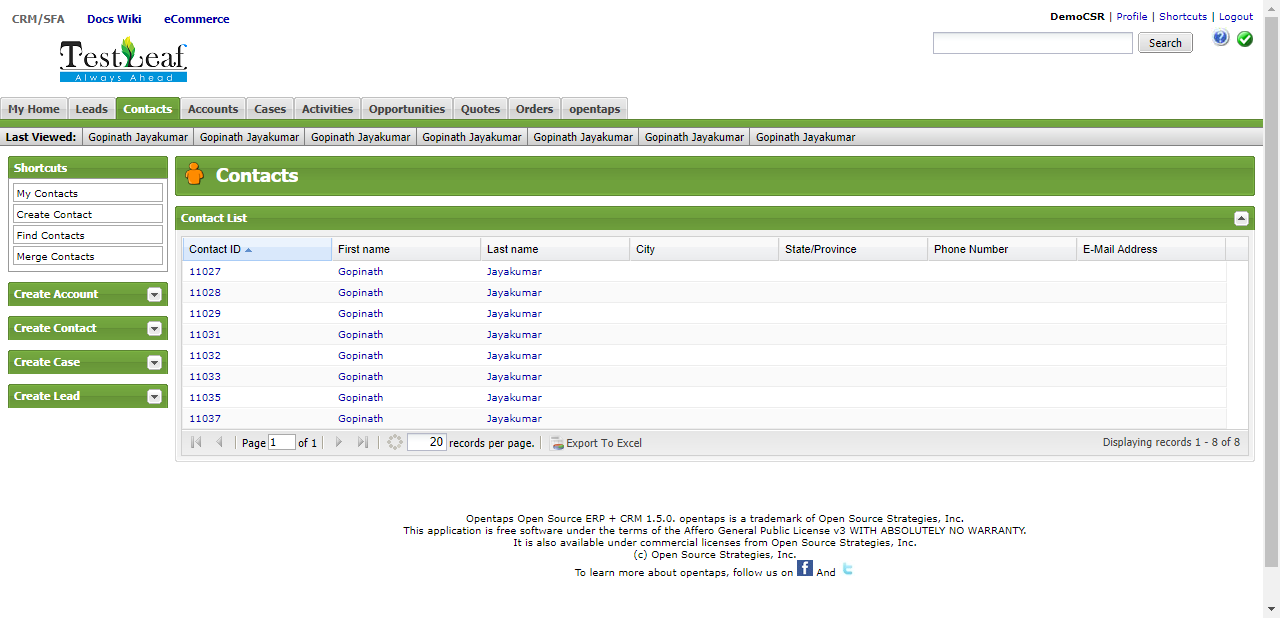 CRM/SFA Docs Wiki eCommerce
DemoCSR | Profile | Shortcuts | Logout
Search
TestLeaf
Always Ahead
My Home Leads Contacts Accounts Cases Activities Opportunities Quotes Orders opentaps
Last Viewed: Gopinath Jayakumar Gopinath Jayakumar Gopinath Jayakumar Gopinath Jayakumar Gopinath Jayakumar Gopinath Jayakumar Gopinath Jayakumar
Shortcuts
My Contacts
Create Contact
Find Contacts
Merge Contacts
Create Account
Create Contact
Create Case
Create Lead
Contacts
Contact List
Contact ID First name Last name City State/Province Phone Number E-Mail Address
11027 Gopinath Jayakumar
11028 Gopinath Jayakumar
11029 Gopinath Jayakumar
11031 Gopinath Jayakumar
11032 Gopinath Jayakumar
11033 Gopinath Jayakumar
11035 Gopinath Jayakumar
11037 Gopinath Jayakumar
Page 1 of 1 20 records per page. Export To Excel Displaying records 1 - 8 of 8
Opentaps Open Source ERP + CRM 1.5.0. opentaps is a trademark of Open Source Strategies, Inc.
This application is free software under the terms of the Affero General Public License v3 WITH ABSOLUTELY NO WARRANTY.
It is also available under commercial licenses from Open Source Strategies, Inc.
(c) Open Source Strategies, Inc.
To learn more about opentaps, follow us on f And t